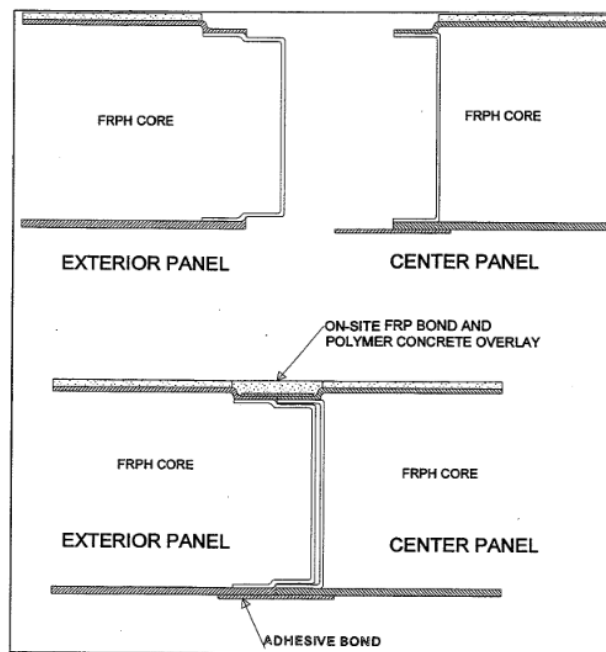 FRPH CORE
FRPH CORE
EXTERIOR PANEL
CENTER PANEL
ON-SITE FRP BOND AND
POLYMER CONCRETE OVERLAY
FRPH CORE
FRPH CORE
EXTERIOR PANEL
CENTER PANEL
ADHESIVE BOND